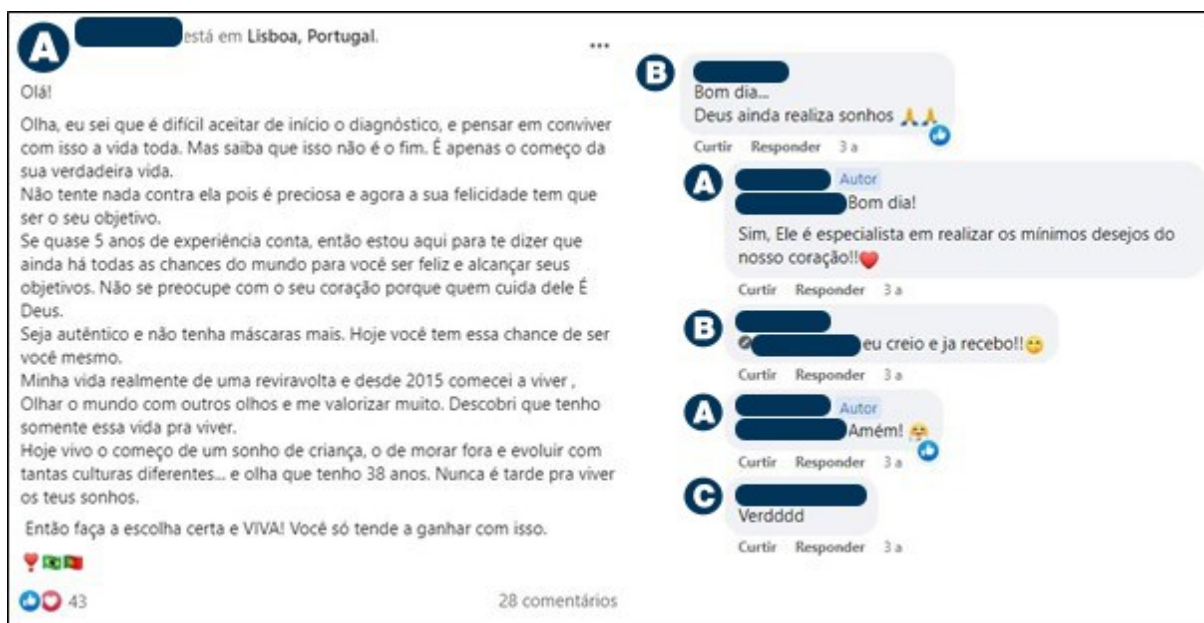 A
está em Lisboa, Portugal.
...
Olá!
Olha, eu sei que é difícil aceitar de início o diagnóstico, e pensar em conviver
com isso a vida toda. Mas saiba que isso não é o fim. É apenas o começo da
sua verdadeira vida.
Não tente nada contra ela pois é preciosa e agora a sua felicidade tem que
ser o seu objetivo.
Se quase 5 anos de experiência conta, então estou aqui para te dizer que
ainda há todas as chances do mundo para você ser feliz e alcançar seus
objetivos. Não se preocupe com o seu coração porque quem cuida dele É
Deus.
Seja autêntico e não tenha máscaras mais. Hoje você tem essa chance de ser
você mesmo.
Minha vida realmente de uma reviravolta e desde 2015 comecei a viver ,
Olhar o mundo com outros olhos e me valorizar muito. Descobri que tenho
somente essa vida pra viver.
Hoje vivo o começo de um sonho de criança, o de morar fora e evoluir com
tantas culturas diferentes... e olha que tenho 38 anos. Nunca é tarde pra viver
os teus sonhos.
Então faça a escolha certa e VIVA! Você só tende a ganhar com isso.
43
28 comentários
B
Bom dia...
Deus ainda realiza sonhos
Curtir Responder 3 a
A
Autor
Bom dia!
Sim, Ele é especialista em realizar os mínimos desejos do
nosso coração!!
Curtir Responder 3 a
B
eu creio e ja recebo!!
Curtir Responder 3 a
A
Autor
Amém!
Curtir Responder 3 a
C
Verdddd
Curtir Responder 3 a